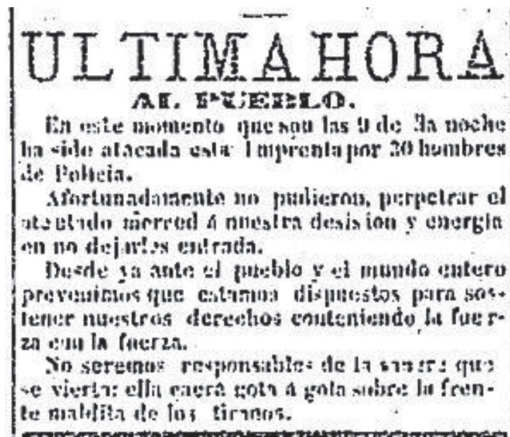 ULTIMA HORA
AL PUEBLO.
En este momento que son las 9 de la noche
ha sido atacada esta Imprenta por 30 hombres
de Policia.
Afortunadamente no pudieron, perpetrar el
atentado merced á nuestra desision y energia
en no dejarles entrada.
Desde ya ante el pueblo y el mundo entero
prevenimos que estamos dispuestos para sos-
tener nuestros derechos conteniendo la fuer-
za con la fuerza.
No seremos responsables de la sangre que
se vierta: ella caerá gota á gota sobre la fren-
te maldita de los tiranos.